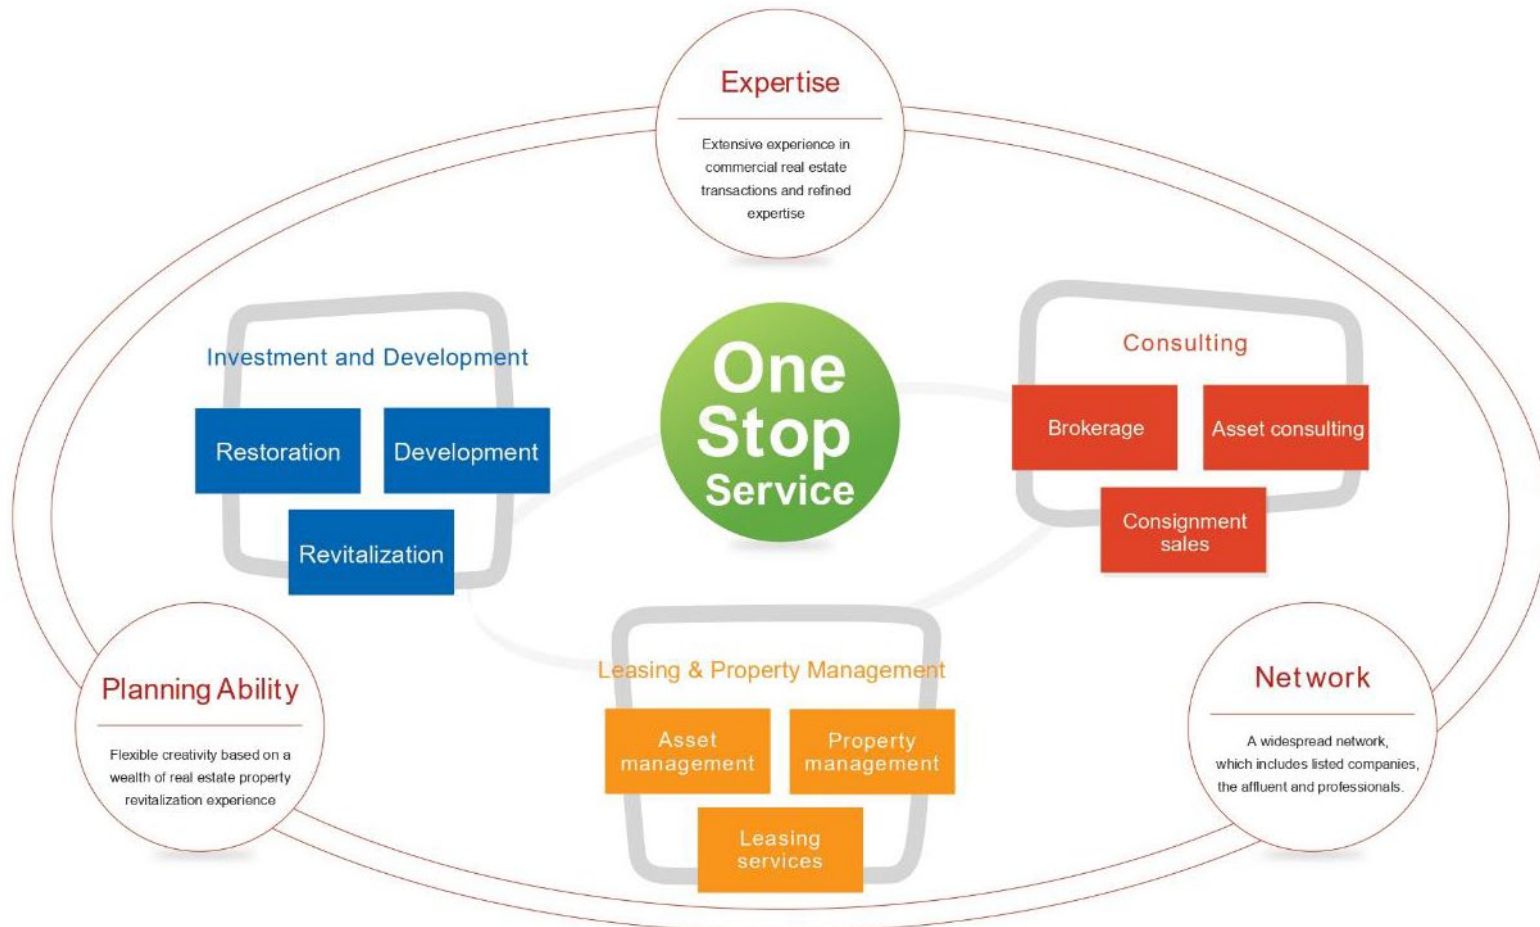 Expertise
Extensive experience in
commercial real estate
transactions and refined
expertise
Investment and Development
Restoration
Development
Revitalization
One
Stop
Service
Consulting
Brokerage
Asset consulting
Consignment
sales
Planning Ability
Flexible creativity based on a
wealth of real estate property
revitalization experience
Leasing & Property Management
Asset
management
Property
management
Leasing
services
Network
A widespread network,
which includes listed companies,
the affluent and professionals.